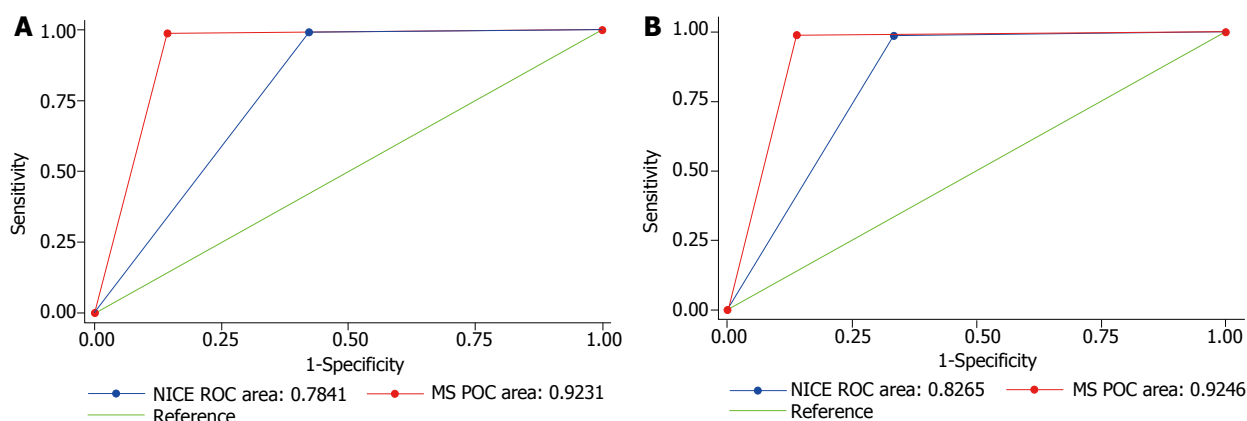 A
1.00
0.75
0.50
0.25
0.00
Sensitivity
0.00 0.25 0.50 0.75 1.00
1-Specificity
NICE ROC area: 0.7841 MS POC area: 0.9231
Reference
B
1.00
0.75
0.50
0.25
0.00
Sensitivity
0.00 0.25 0.50 0.75 1.00
1-Specificity
NICE ROC area: 0.8265 MS POC area: 0.9246
Reference